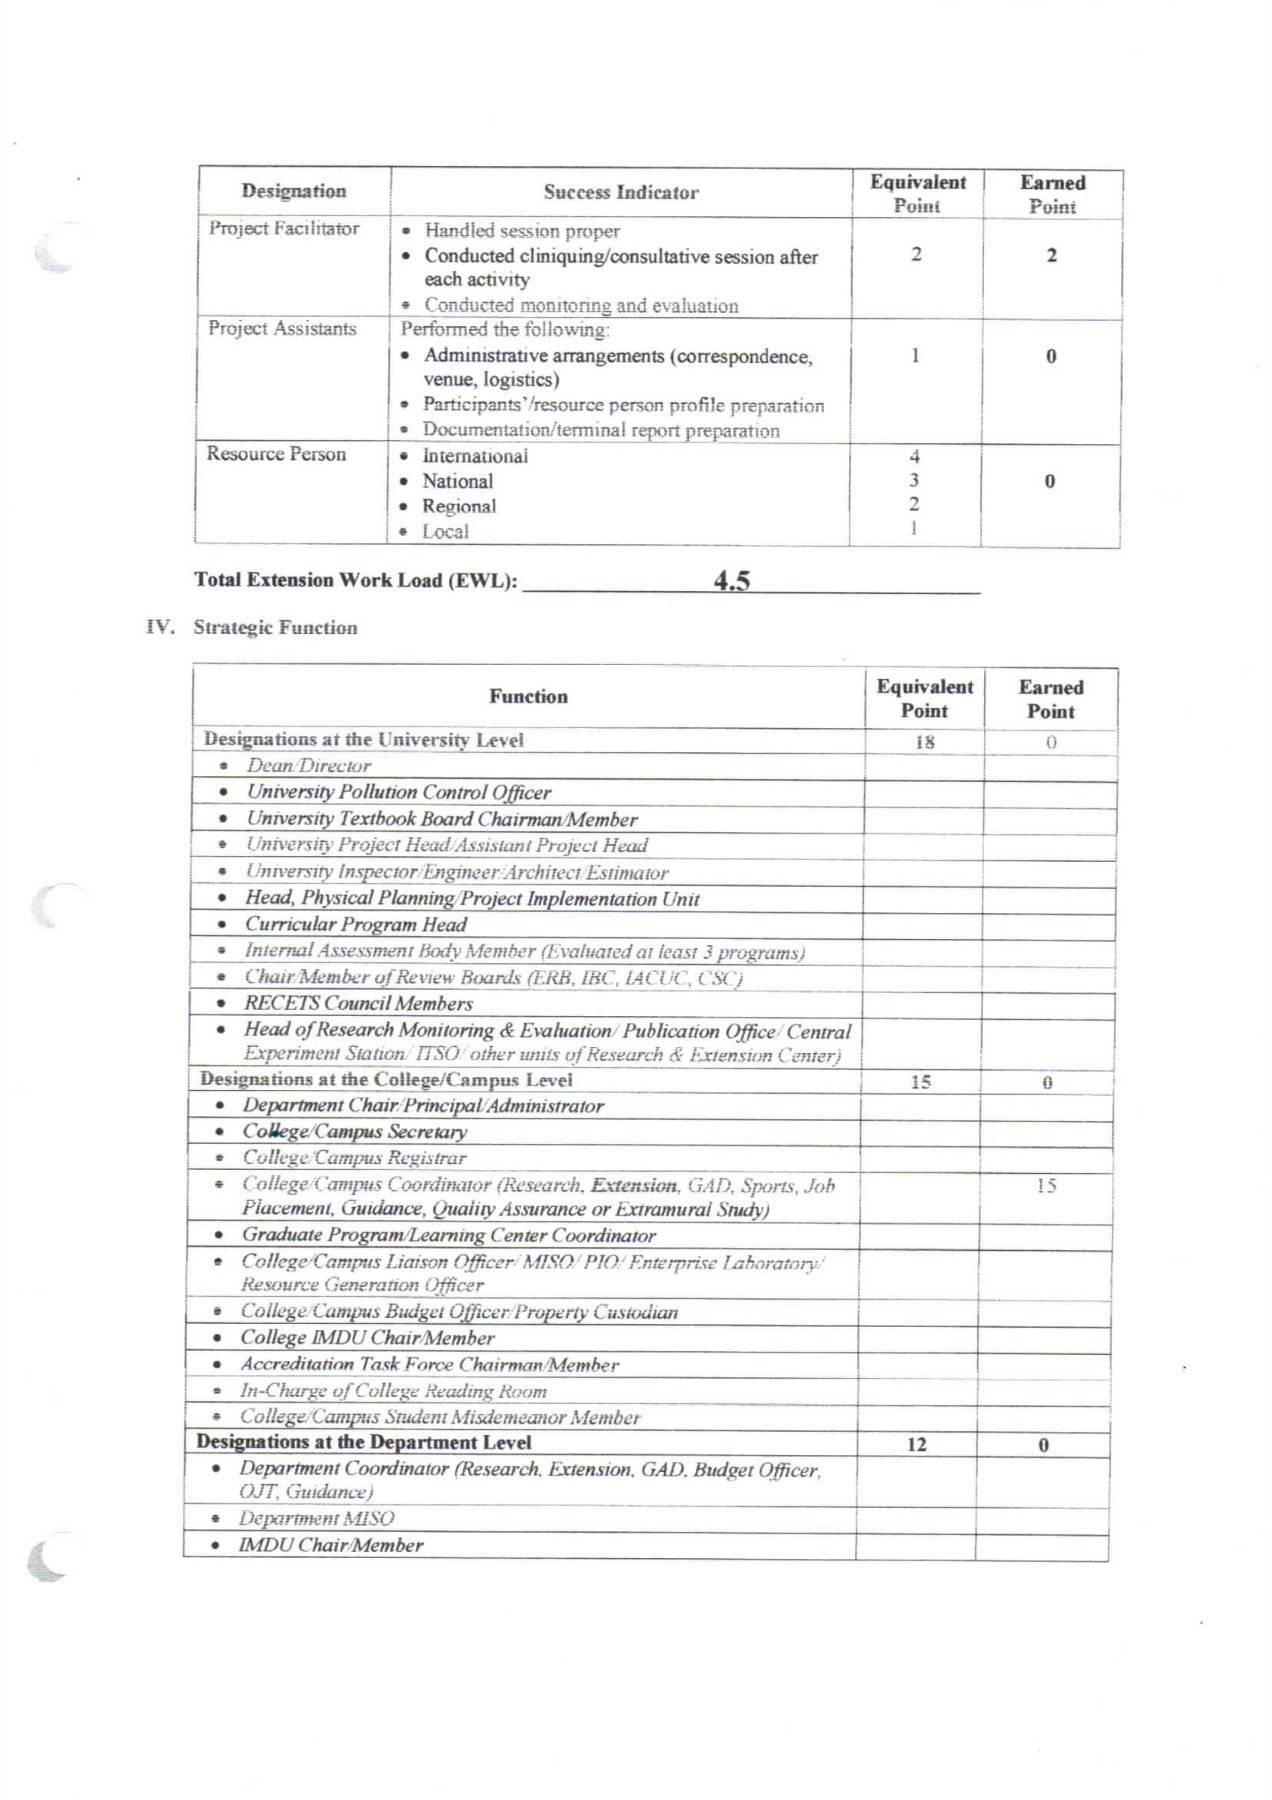 Designation Success Indicator Equivalent Point Earned Point
Project Facilitator
• Handled session proper
• Conducted cliniquing/consultative session after 2 2
each activity
• Conducted monitoring and evaluation
Project Assistants Performed the following:
• Administrative arrangements (correspondence, 1 0
venue, logistics)
• Participants'/resource person profile preparation
• Documentation/terminal report preparation
Resource Person • International 4
• National 3 0
• Regional 2
• Local 1
Total Extension Work Load (EWL): 4.5
IV. Strategic Function
Function Equivalent Point Earned Point
Designations at the University Level 18 0
• Dean/Director
• University Pollution Control Officer
• University Textbook Board Chairman/Member
• University Project Head/Assistant Project Head
• University Inspector/Engineer/Architect/Estimator
• Head, Physical Planning/Project Implementation Unit
• Curricular Program Head
• Internal Assessment Body Member (Evaluated at least 3 programs)
• Chair/Member of Review Boards (ERB, IBC, IACUC, CSC)
• RECETS Council Members
• Head of Research Monitoring & Evaluation/ Publication Office/ Central
Experiment Station/ ITSO/ other units of Research & Extension Center)
Designations at the College/Campus Level 15 0
• Department Chair/Principal/Administrator
• College/Campus Secretary
• College/Campus Registrar
• College/Campus Coordinator (Research, Extension, GAD, Sports, Job 15
Placement, Guidance, Quality Assurance or Extramural Study)
• Graduate Program/Learning Center Coordinator
• College/Campus Liaison Officer/ MISO/ PIO/ Enterprise Laboratory/
Resource Generation Officer
• College/Campus Budget Officer/Property Custodian
• College IMDU Chair/Member
• Accreditation Task Force Chairman/Member
• In-Charge of College Reading Room
• College/Campus Student Misdemeanor Member
Designations at the Department Level 12 0
• Department Coordinator (Research, Extension, GAD, Budget Officer,
OJT, Guidance)
• Department MISO
• IMDU Chair/Member